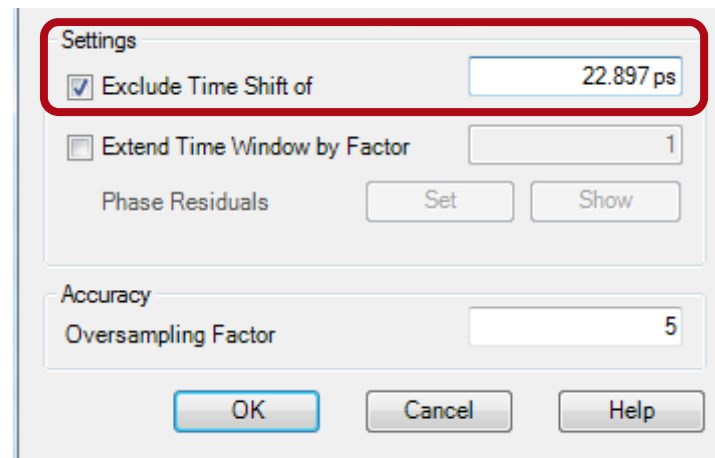 Settings
Exclude Time Shift of 22.897 ps
Extend Time Window by Factor 1
Phase Residuals Set Show
Accuracy
Oversampling Factor 5
OK Cancel Help